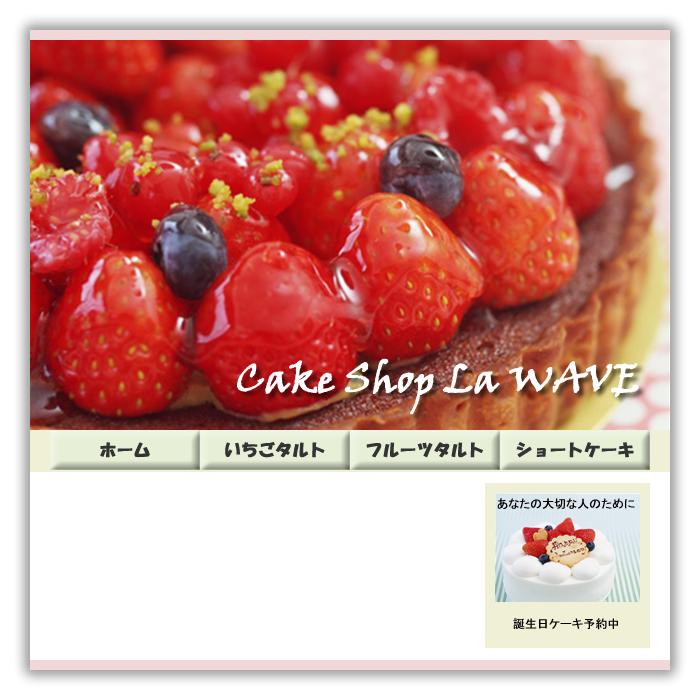 Cake Shop La WAVE
ホーム
いちごタルト
フルーツタルト
ショートケーキ
あなたの大切な人のために
Happy
Anniversary
誕生日ケーキ予約中